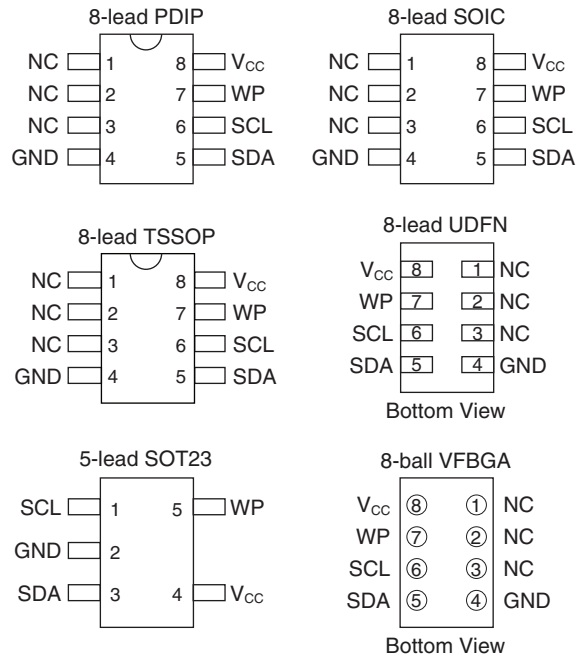 8-lead PDIP
NC 1 8 VCC
NC 2 7 WP
NC 3 6 SCL
GND 4 5 SDA
8-lead SOIC
NC 1 8 VCC
NC 2 7 WP
NC 3 6 SCL
GND 4 5 SDA
8-lead TSSOP
NC 1 8 VCC
NC 2 7 WP
NC 3 6 SCL
GND 4 5 SDA
8-lead UDFN
VCC 8 1 NC
WP 7 2 NC
SCL 6 3 NC
SDA 5 4 GND
Bottom View
5-lead SOT23
SCL 1 5 WP
GND 2
SDA 3 4 VCC
8-ball VFBGA
VCC 8 1 NC
WP 7 2 NC
SCL 6 3 NC
SDA 5 4 GND
Bottom View